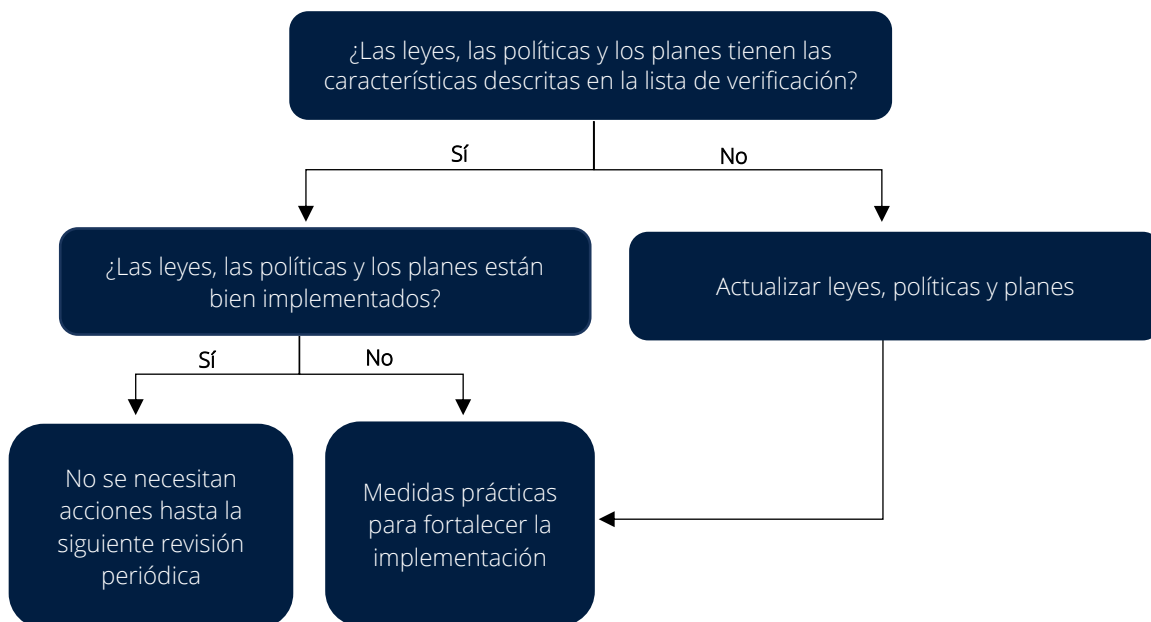 ¿Las leyes, las políticas y los planes tienen las
características descritas en la lista de verificación?
Sí
No
¿Las leyes, las políticas y los planes están
bien implementados?
Actualizar leyes, políticas y planes
Sí
No
No se necesitan
acciones hasta la
siguiente revisión
periódica
Medidas prácticas
para fortalecer la
implementación